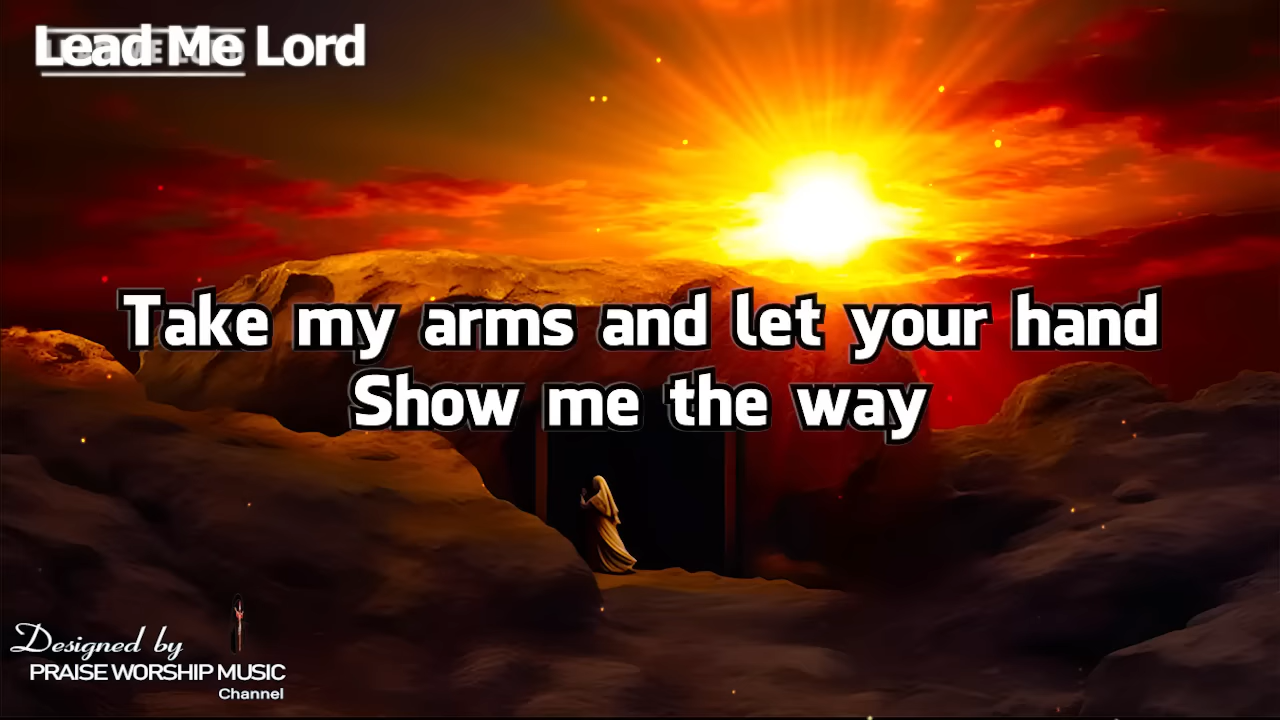 Lead Me Lord
Take my arms and let your hand
Show me the way
Designed by
PRAISE WORSHIP MUSIC
Channel